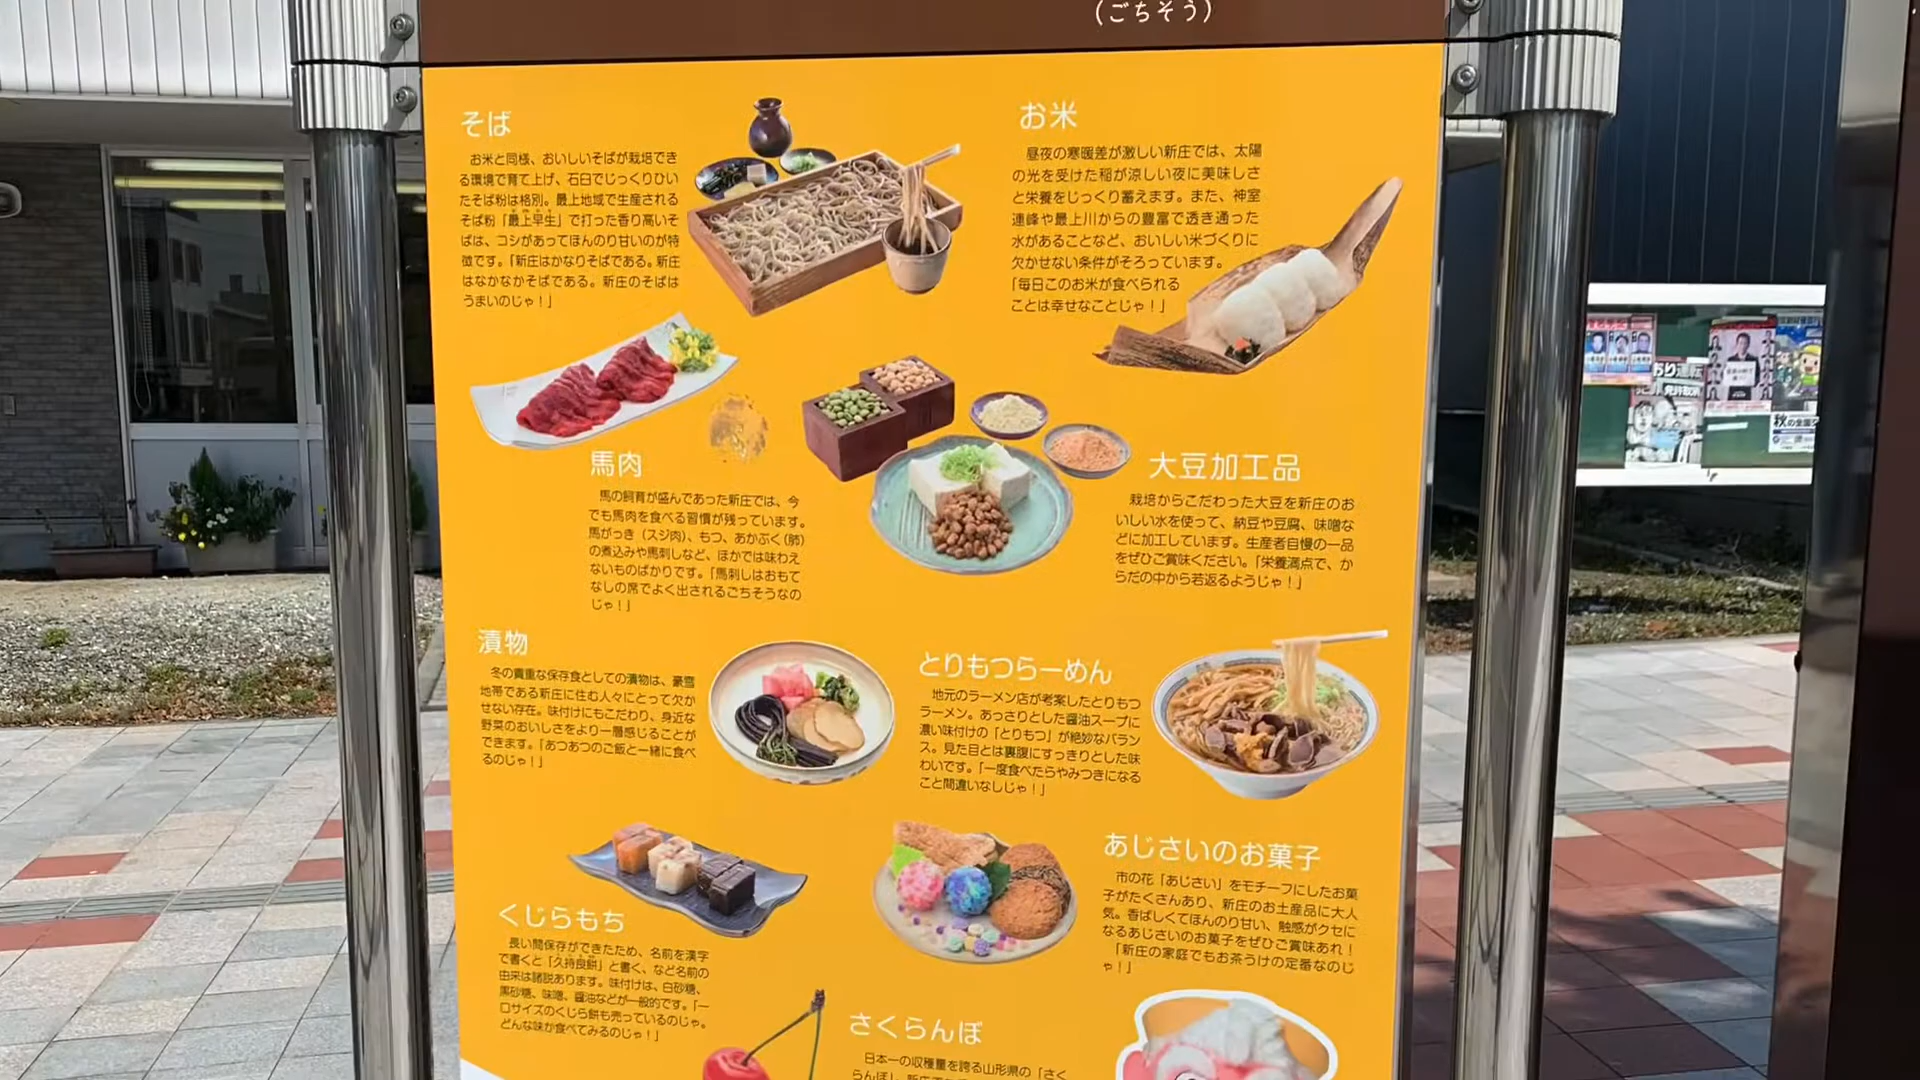 (ごちそう)
そば
お米と同様、おいしいそばが栽培でき
る環境で育て上げ、石臼でじっくりひい
たそば粉は格別。最上地域で生産される
そば粉「最上早生」で打った香り高いそ
ばは、コシがあってほんのり甘いのが特
徴です。「新庄はかなりそばである。新庄
はなかなかそばである。新庄のそばは
うまいのじゃ！」
お米
昼夜の寒暖差が激しい新庄では、太陽
の光を受けた稲が涼しい夜に美味しさ
と栄養をじっくり蓄えます。また、神室
連峰や最上川からの豊富で透き通った
水があることなど、おいしい米づくりに
欠かせない条件がそろっています。
「毎日このお米が食べられる
ことは幸せなことじゃ！」
馬肉
馬の飼育が盛んであった新庄では、今
でも馬肉を食べる習慣が残っています。
馬がっき（スジ肉）、もつ、あかぶく（肺）
の煮込みや馬刺しなど、ほかでは味わえ
ないものばかりです。「馬刺しはおもて
なしの席でよく出されるごちそうなの
じゃ！」
大豆加工品
栽培からこだわった大豆を新庄のお
いしい水を使って、納豆や豆腐、味噌な
どに加工しています。生産者自慢の一品
をぜひご賞味ください。「栄養満点で、か
らだの中から若返るようじゃ！」
漬物
冬の貴重な保存食としての漬物は、豪雪
地帯である新庄に住む人々にとって欠か
せない存在。味付けにもこだわり、身近な
野菜のおいしさをより一層感じることが
できます。「あつあつのご飯と一緒に食べ
るのじゃ！」
とりもつらーめん
地元のラーメン店が考案したとりもつ
ラーメン。あっさりとした醤油スープに
濃い味付けの「とりもつ」が絶妙なバラン
ス。見た目とは裏腹にすっきりとした味
わいです。「一度食べたらやみつきになる
こと間違いなしじゃ！」
くじらもち
長い間保存ができたため、名前を漢字
で書くと「久持良餅」と書く、など名前の
由来は諸説あります。味付けは、白砂糖、
黒砂糖、味噌、醤油などが一般的です。「一
口サイズのくじら餅も売っているのじゃ。
どんな味か食べてみるのじゃ！」
あじさいのお菓子
市の花「あじさい」をモチーフにしたお菓
子がたくさんあり、新庄のお土産品に大人
気。香ばしくてほんのり甘い、触感がクセに
なるあじさいのお菓子をぜひご賞味あれ！
「新庄の家庭でもお茶うけの定番なのじ
ゃ！」
さくらんぼ
日本一の収穫量を誇る山形県の「さく